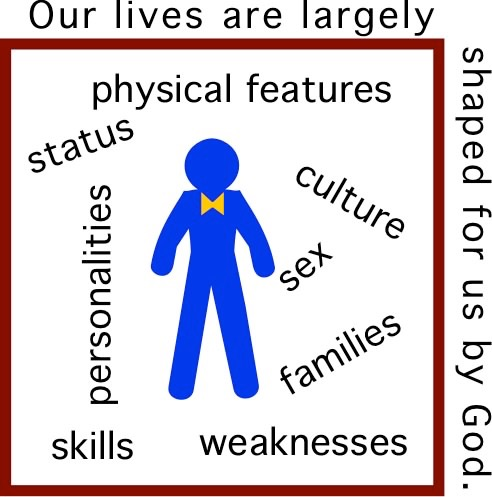 Our lives are largely
shaped for us by God.
physical features
status
culture
personalities
sex
families
skills
weaknesses